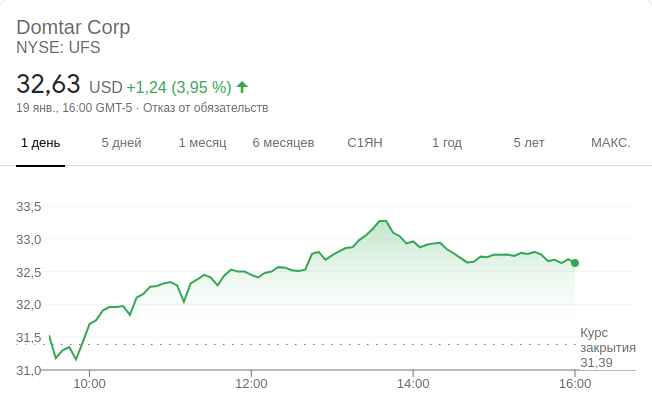 Domtar Corp
NYSE: UFS
32,63 USD +1,24 (3,95 %)
19 янв., 16:00 GMT-5 · Отказ от обязательств
1 день 5 дней 1 месяц 6 месяцев С1ЯН 1 год 5 лет МАКС.
33,5
33,0
32,5
32,0
31,5
31,0
Курс
закрытия
31,39
10:00 12:00 14:00 16:00